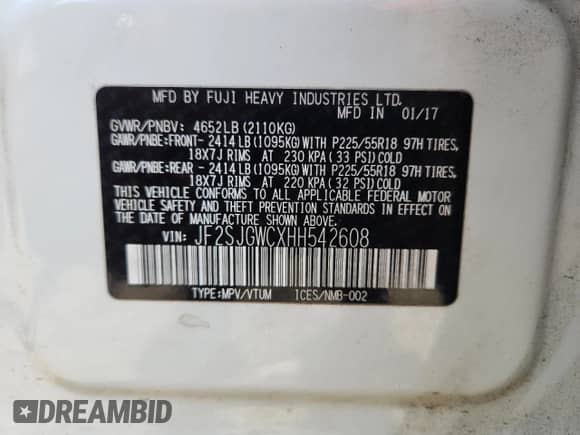 MFD BY FUJI HEAVY INDUSTRIES LTD.
MFD IN 01/17
GVWR/PNBV: 4652LB(2110KG)
GAWR/PNBE:FRONT- 2414LB(1095KG)WITH P225/55R18 97H TIRES,
18X7J RIMS AT 230 KPA(33 PSI)COLD
GAWR/PNBE:REAR - 2414LB(1095KG)WITH P225/55R18 97H TIRES,
18X7J RIMS AT 220 KPA(32 PSI)COLD
THIS VEHICLE CONFORMS TO ALL APPLICABLE FEDERAL MOTOR
VEHICLE SAFETY AND THEFT PREVENTION STANDARDS IN EFFECT ON
THE DATE OF MANUFACTURE SHOWN ABOVE.
VIN: JF2SJGWCXHH542608
TYPE:MPV/VTUM ICES/NMB-002
DREAMBID